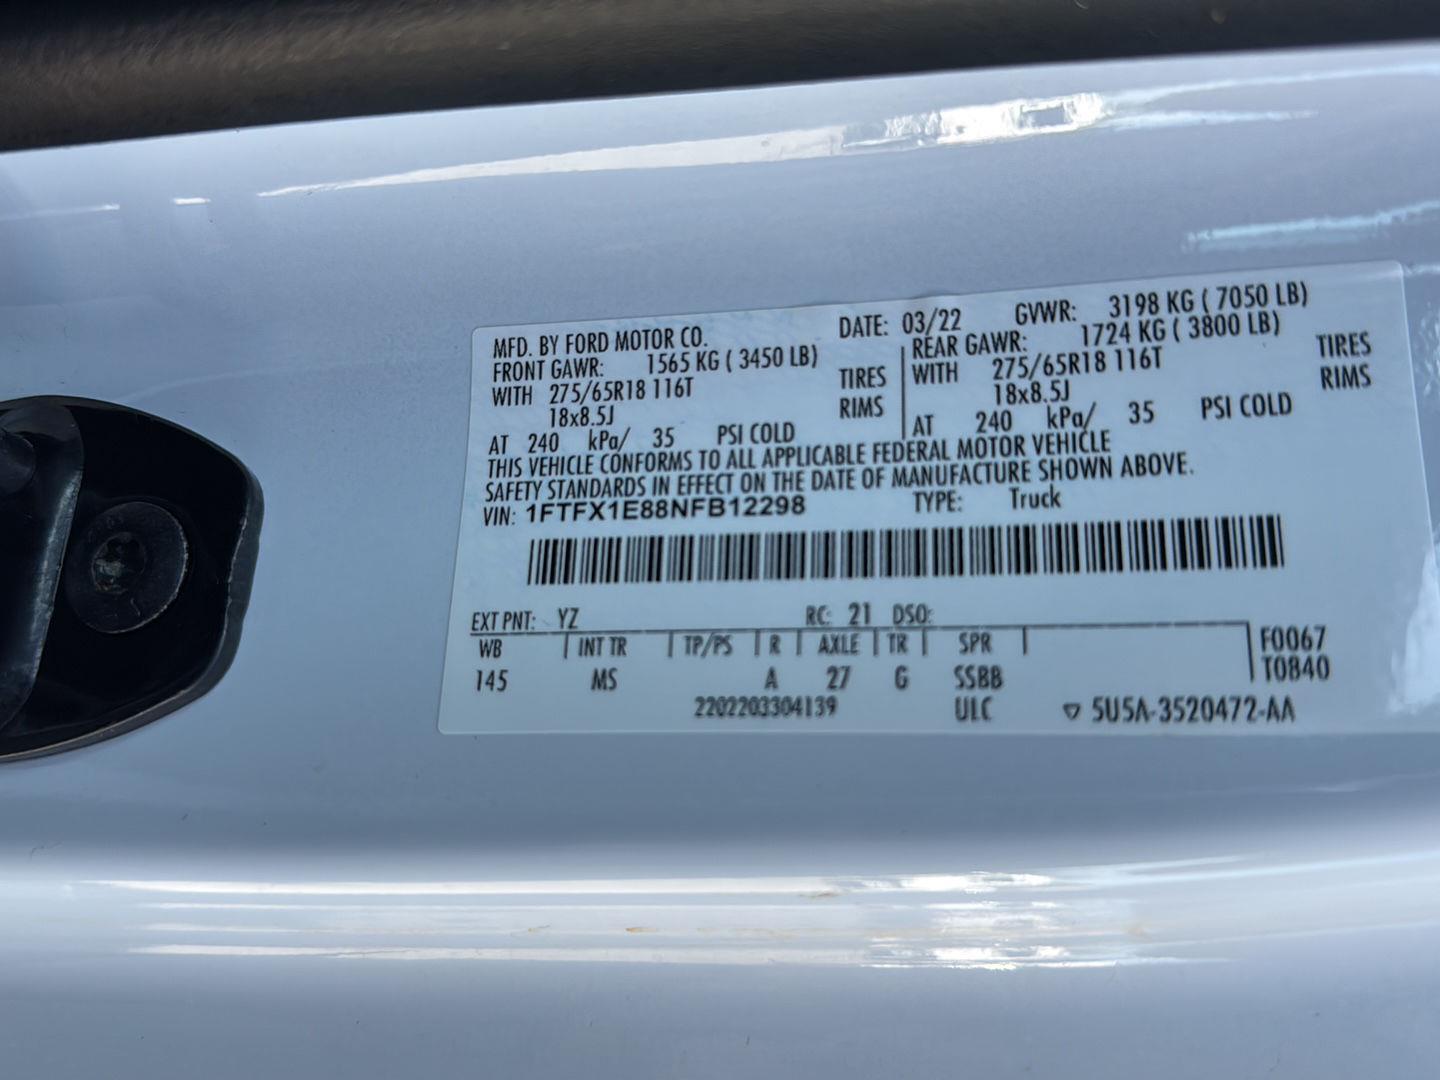 MFD. BY FORD MOTOR CO. DATE: 03/22 GVWR: 3198 KG ( 7050 LB)
FRONT GAWR: 1565 KG ( 3450 LB) REAR GAWR: 1724 KG ( 3800 LB)
WITH 275/65R18 116T TIRES WITH 275/65R18 116T TIRES
18x8.5J RIMS 18x8.5J RIMS
AT 240 kPa/ 35 PSI COLD AT 240 kPa/ 35 PSI COLD
THIS VEHICLE CONFORMS TO ALL APPLICABLE FEDERAL MOTOR VEHICLE
SAFETY STANDARDS IN EFFECT ON THE DATE OF MANUFACTURE SHOWN ABOVE.
VIN: 1FTFX1E88NFB12298 TYPE: Truck
EXT PNT: YZ RC: 21 DSO:
WB INT TR TP/PS R AXLE TR SPR F0067
145 MS A 27 G SSBB T0840
2202203304139 ULC ▽ 5U5A-3520472-AA